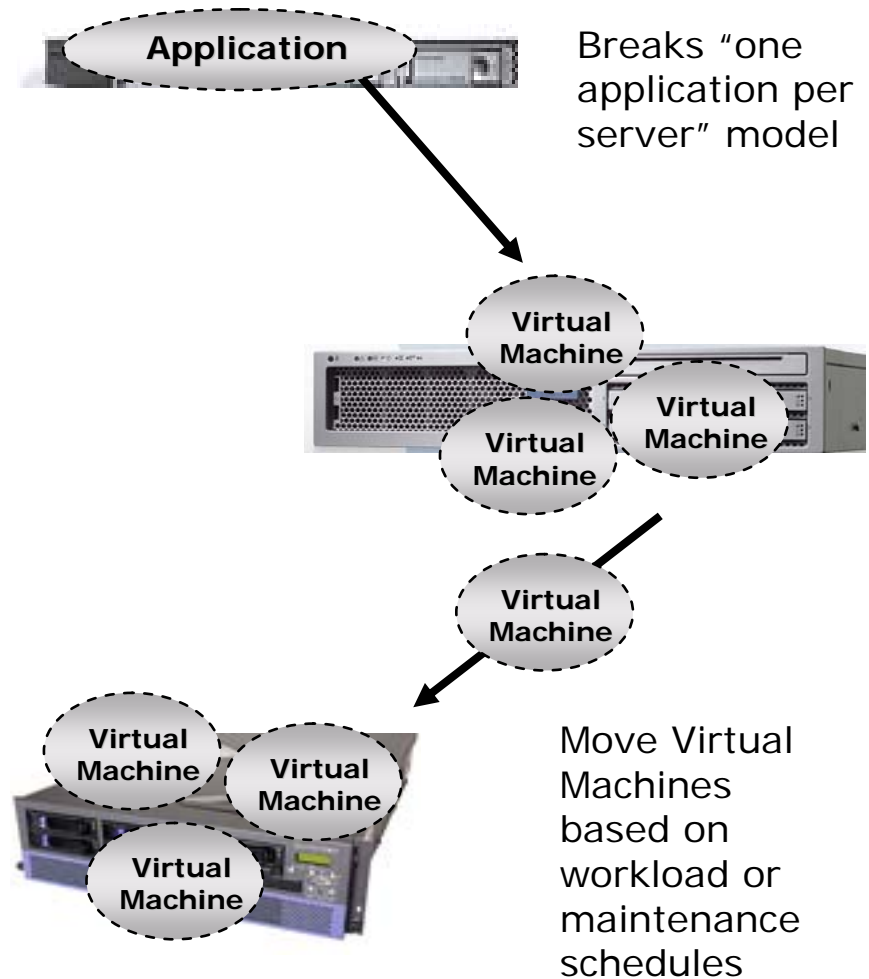 Application
Breaks "one
application per
server" model
Virtual
Machine
Virtual
Machine
Virtual
Machine
Virtual
Machine
Virtual
Machine
Virtual
Machine
Virtual
Machine
Move Virtual
Machines
based on
workload or
maintenance
schedules